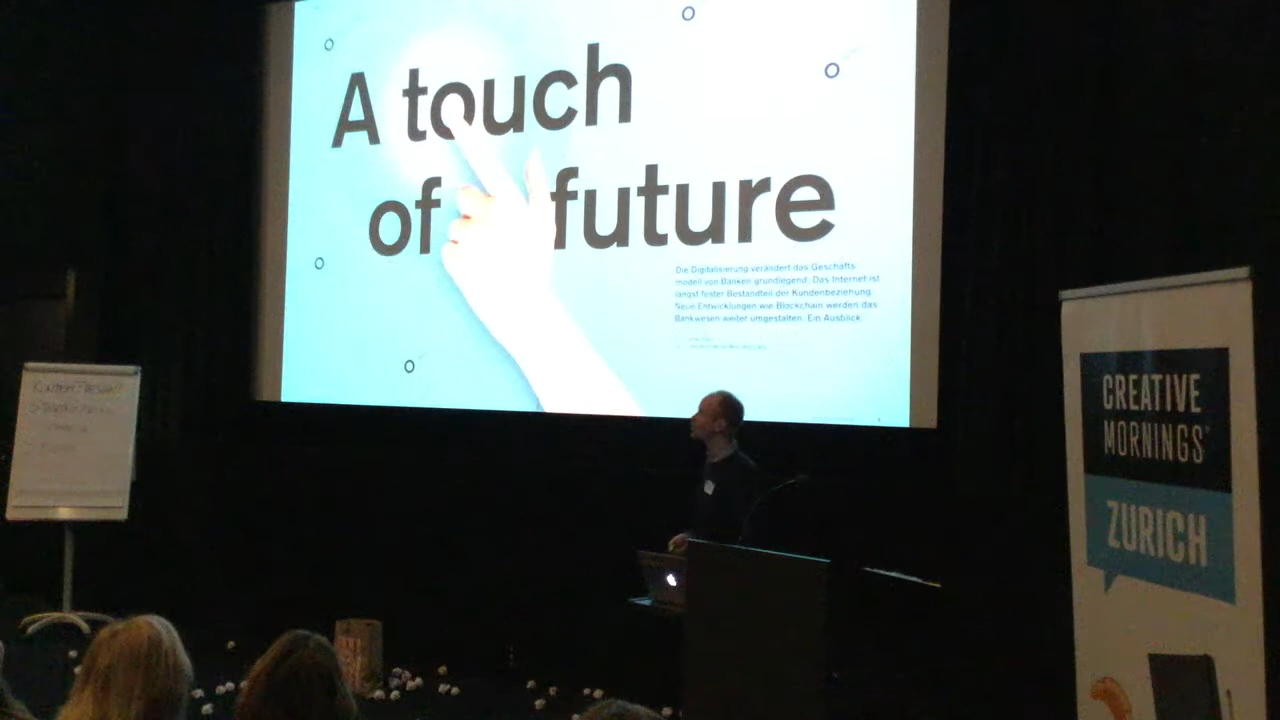 A touch
of future
Die Digitalisierung verändert das Geschäfts-
modell von Banken grundlegend. Das Internet ist
längst fester Bestandteil der Kundenbeziehung.
Neue Entwicklungen wie Blockchain werden das
Bankwesen weiter umgestalten. Ein Ausblick.
CREATIVE
MORNINGS®
ZURICH